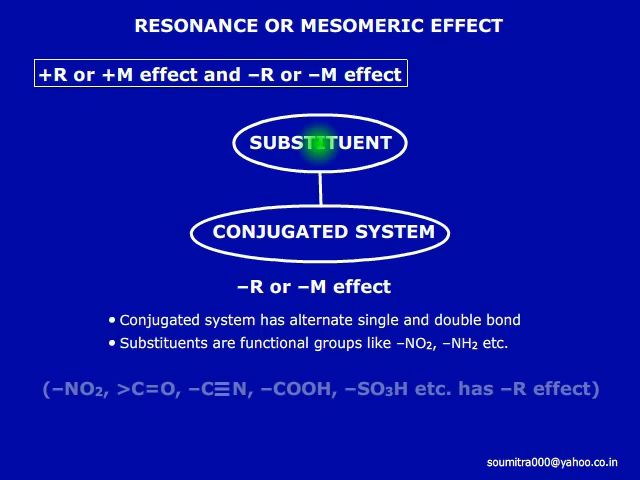 RESONANCE OR MESOMERIC EFFECT
+R or +M effect and –R or –M effect
SUBSTITUENT
CONJUGATED SYSTEM
–R or –M effect
• Conjugated system has alternate single and double bond
• Substituents are functional groups like –NO₂, –NH₂ etc.
(–NO₂, >C=O, –C≡N, –COOH, –SO₃H etc. has –R effect)
soumitra000@yahoo.co.in